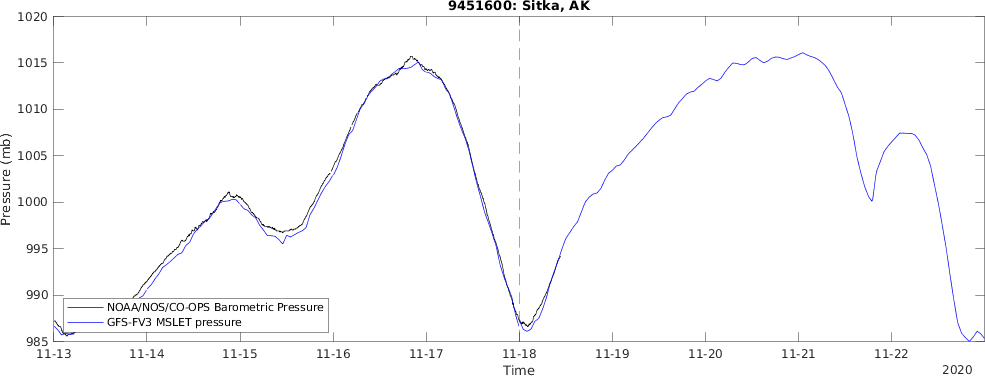 9451600: Sitka, AK
Pressure (mb)
1020
1015
1010
1005
1000
995
990
985
NOAA/NOS/CO-OPS Barometric Pressure
GFS-FV3 MSLET pressure
11-13 11-14 11-15 11-16 11-17 11-18 11-19 11-20 11-21 11-22
Time
2020